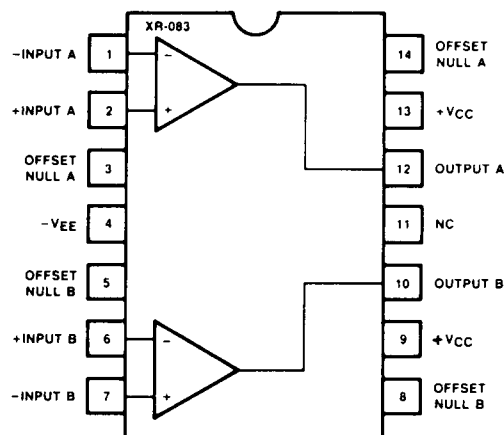 XR-083
-INPUT A 1
+INPUT A 2
OFFSET
NULL A 3
-VEE 4
OFFSET
NULL B 5
+INPUT B 6
-INPUT B 7
-
+
-
+
14 OFFSET
NULL A
13 +VCC
12 OUTPUT A
11 NC
10 OUTPUT B
9 +VCC
8 OFFSET
NULL B